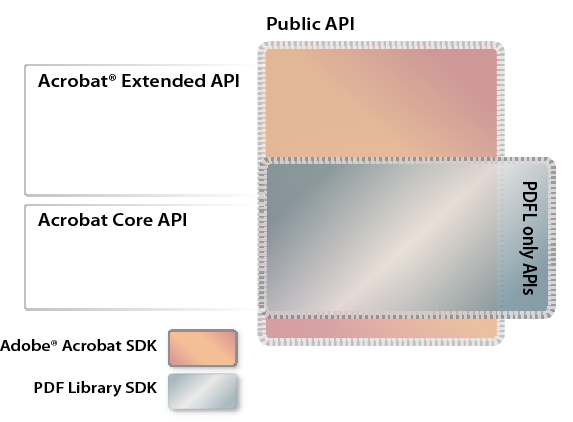 Public API
Acrobat® Extended API
Acrobat Core API
PDFL only APIs
Adobe® Acrobat SDK
PDF Library SDK